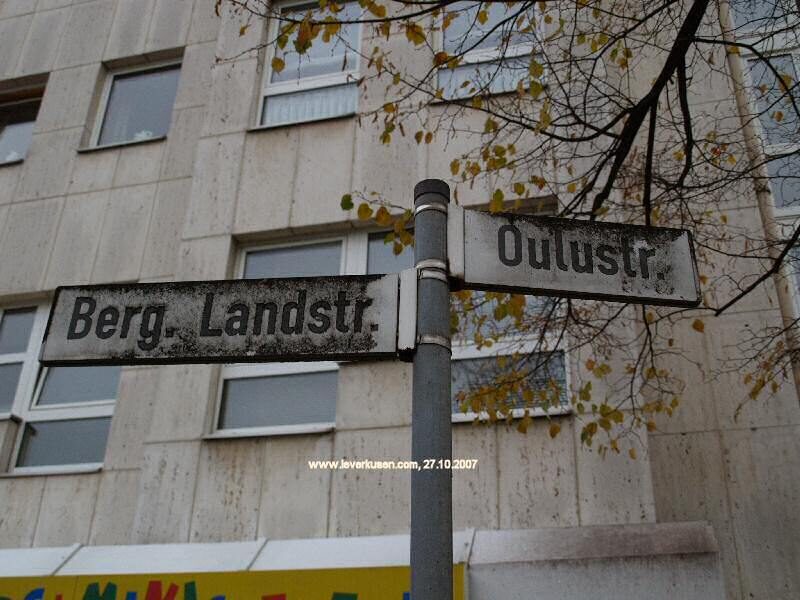 Oulustr.
Berg. Landstr.
www.leverkusen.com, 27.10.2007